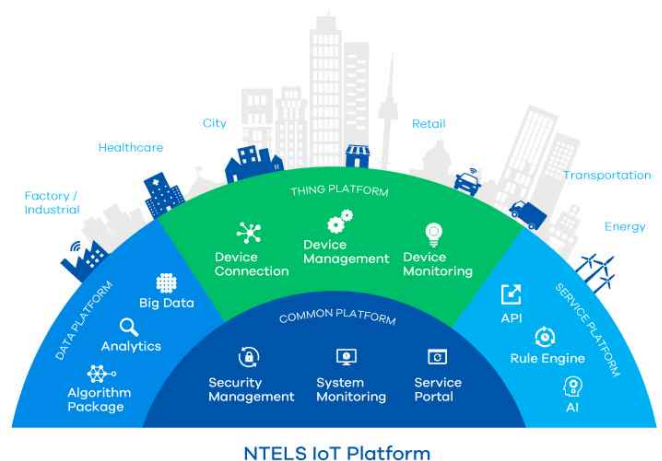 City
Retail
Healthcare
Transportation
Factory /
Industrial
Energy
THING PLATFORM
Device
Connection
Device
Management
Device
Monitoring
DATA PLATFORM
Big Data
Analytics
Algorithm
Package
COMMON PLATFORM
Security
Management
System
Monitoring
Service
Portal
SERVICE PLATFORM
API
Rule Engine
AI
NTELS IoT Platform